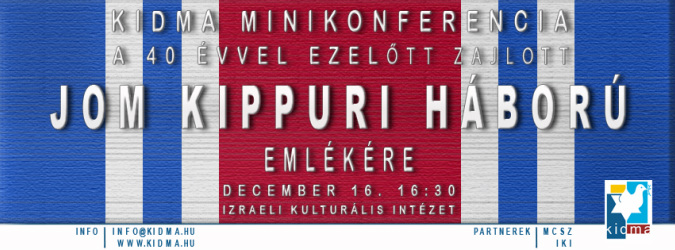 KIDMA MINIKONFERENCIA
A 40 ÉVVEL EZELŐTT ZAJLOTT
JOM KIPPURI HÁBORÚ
EMLÉKÉRE
DECEMBER 16. 16:30
IZRAELI KULTURÁLIS INTÉZET
INFO | INFO@KIDMA.HU
| WWW.KIDMA.HU
PARTNEREK | MCSZ
| IKI
kidma